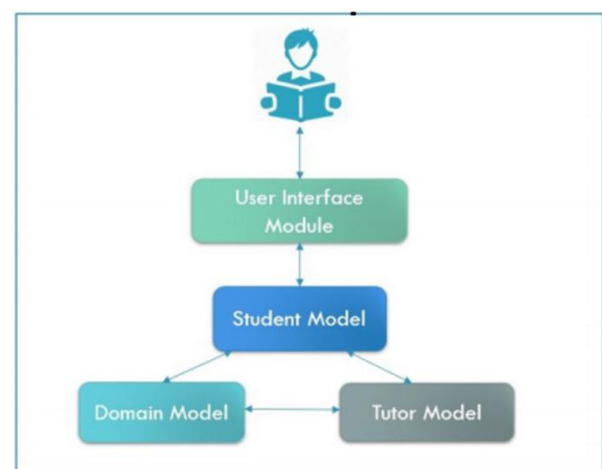 User Interface
Module
Student Model
Domain Model
Tutor Model